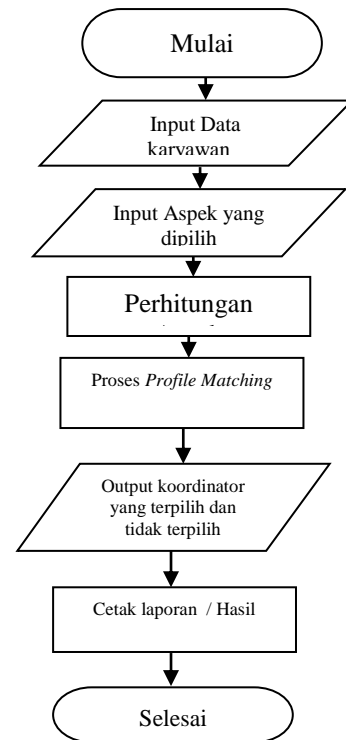 Mulai
Input Data
karyawan
Input Aspek yang
dipilih
Perhitungan
Proses Profile Matching
Output koordinator
yang terpilih dan
tidak terpilih
Cetak laporan / Hasil
Selesai